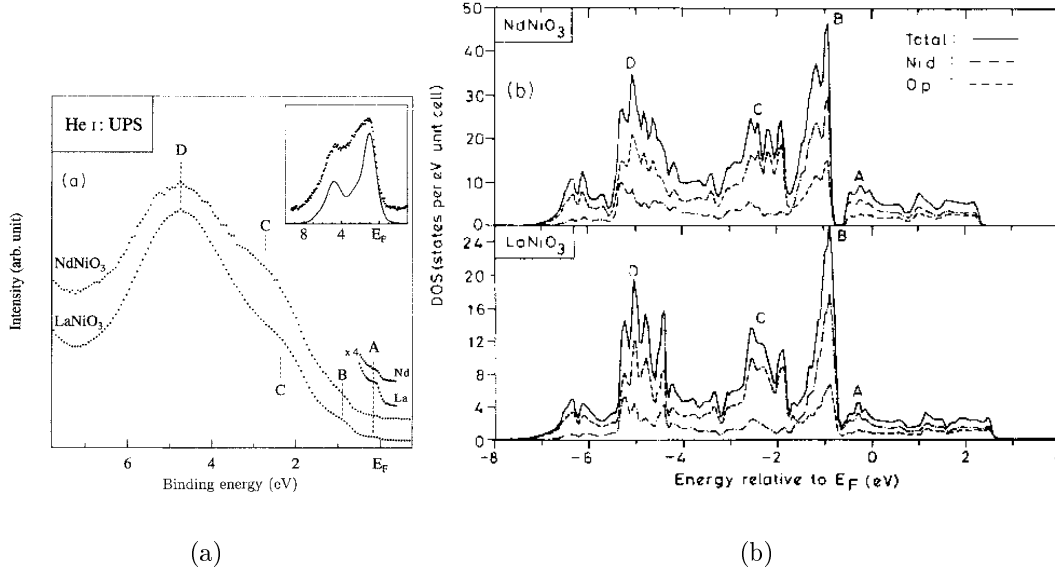 He I: UPS
(a)
D
C
NdNiO3
LaNiO3
C
B
A
x 4
Nd
La
8 4 EF
6 4 2 EF
Binding energy (eV)
Intensity (arb. unit)
NdNiO3
(b)
Total :
Ni d :
O p :
D
C
B
A
50
40
30
20
10
0
LaNiO3
D
C
B
A
24
20
16
12
8
4
0
DOS (states per eV unit cell)
-8 -6 -4 -2 0 2
Energy relative to EF (eV)
(a)
(b)